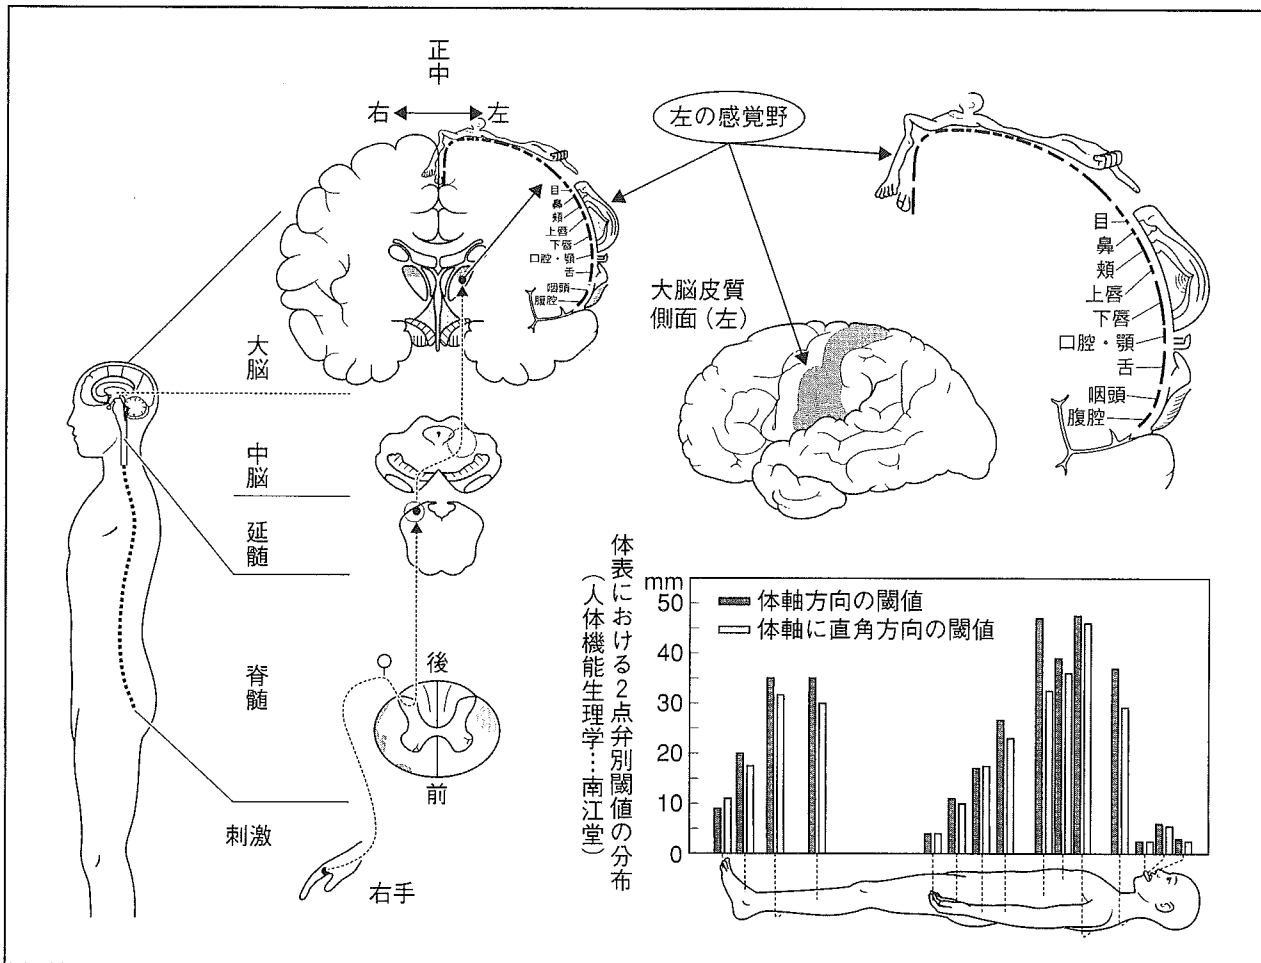 正中
右
左
左の感覚野
目
鼻
頬
上唇
下唇
口腔・顎
舌
咽頭
腹腔
目
鼻
頬
上唇
下唇
口腔・顎
舌
咽頭
腹腔
大脳皮質
側面(左)
大脳
中脳
延髄
脊髄
後
前
刺激
右手
体表における2点弁別閾値の分布
(人体機能生理学…南江堂)
mm
50
40
30
20
10
0
体軸方向の閾値
体軸に直角方向の閾値